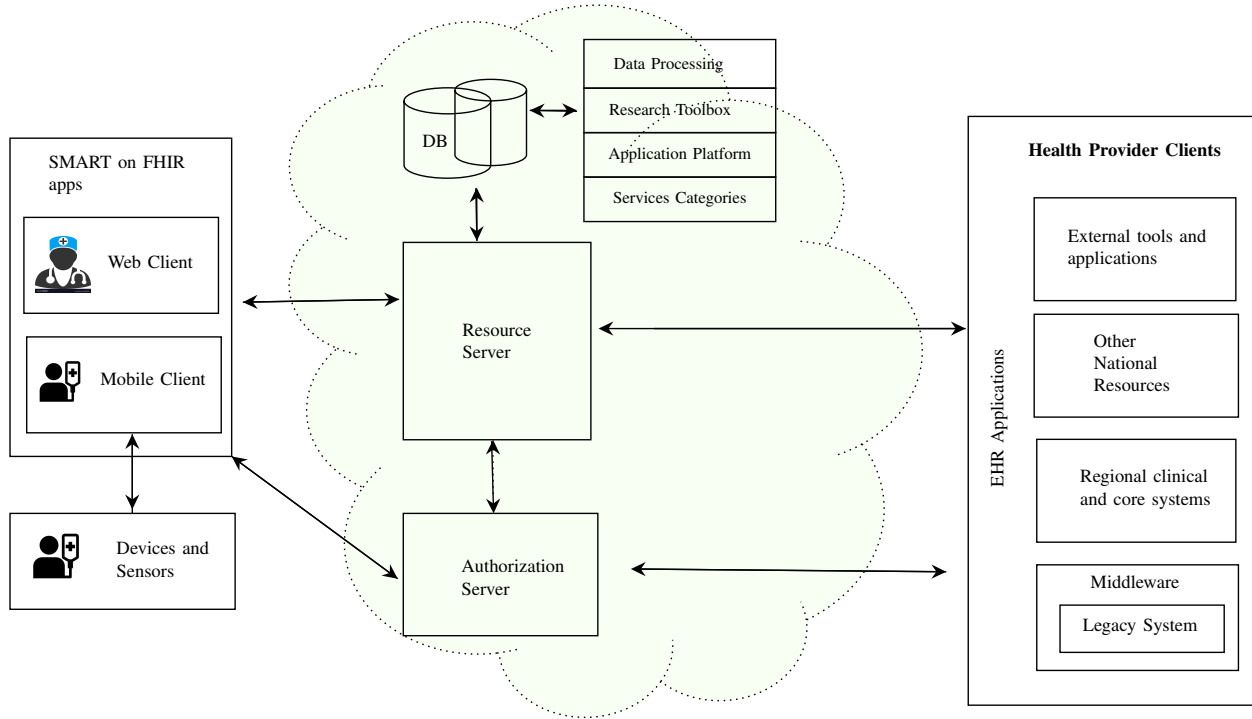 SMART on FHIR
apps
Web Client
Mobile Client
Devices and
Sensors
DB
Data Processing
Research Toolbox
Application Platform
Services Categories
Resource
Server
Authorization
Server
Health Provider Clients
EHR Applications
External tools and
applications
Other
National
Resources
Regional clinical
and core systems
Middleware
Legacy System